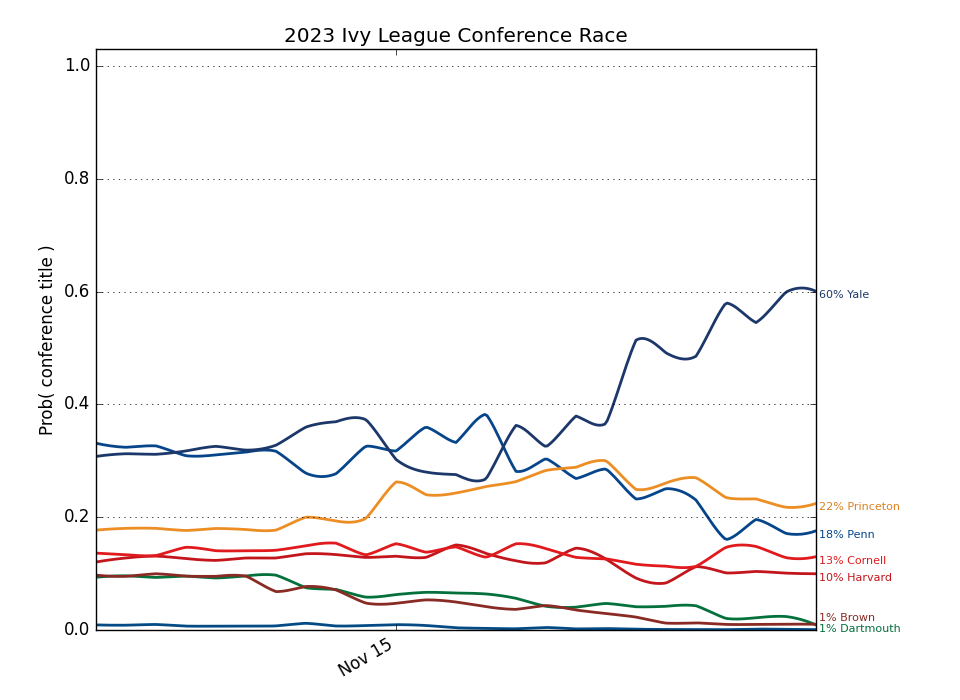 2023 Ivy League Conference Race
Prob( conference title )
1.0
0.8
0.6
0.4
0.2
0.0
Nov 15
60% Yale
22% Princeton
18% Penn
13% Cornell
10% Harvard
1% Brown
1% Dartmouth